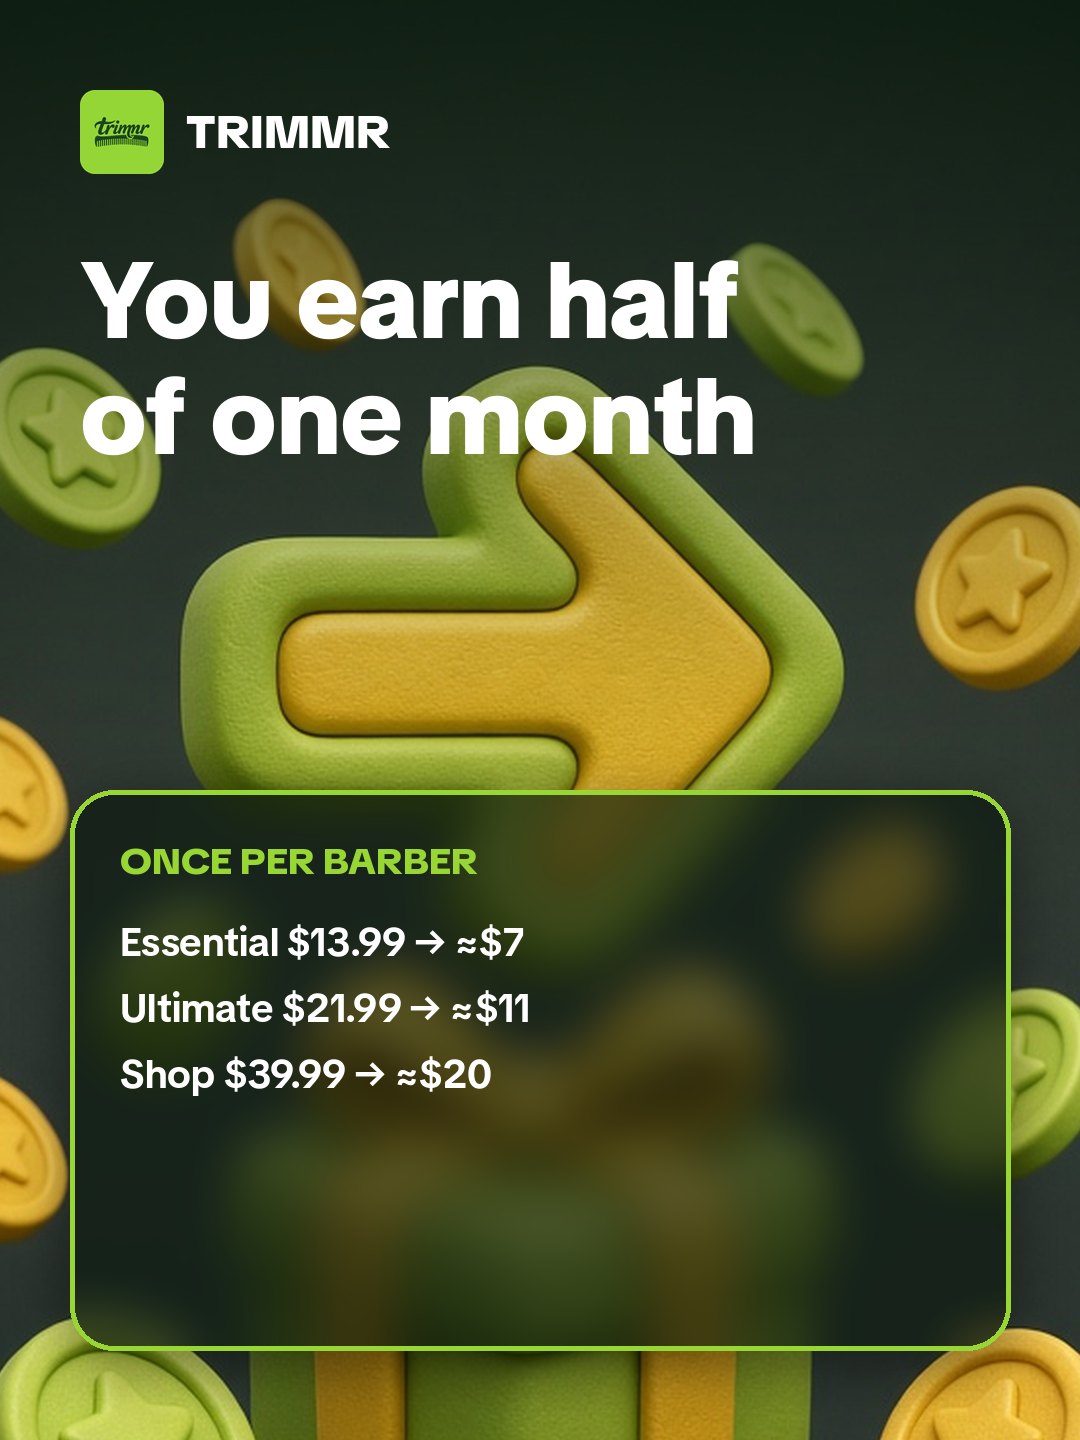 trimmr
TRIMMR
You earn half
of one month
ONCE PER BARBER
Essential $13.99 → ≈$7
Ultimate $21.99 → ≈$11
Shop $39.99 → ≈$20